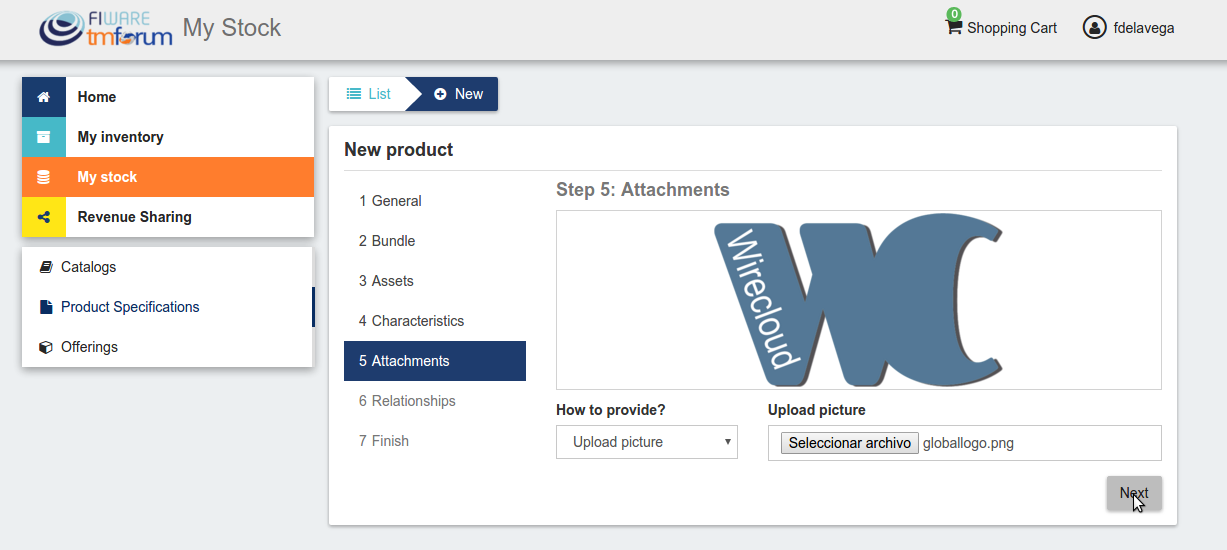 FIWARE
tmforum
My Stock
0
Shopping Cart
fdelavega
Home
My inventory
My stock
Revenue Sharing
Catalogs
Product Specifications
Offerings
List
New
New product
1 General
2 Bundle
3 Assets
4 Characteristics
5 Attachments
6 Relationships
7 Finish
Step 5: Attachments
Wirecloud
WC
How to provide?
Upload picture
Upload picture
Seleccionar archivo globallogo.png
Next